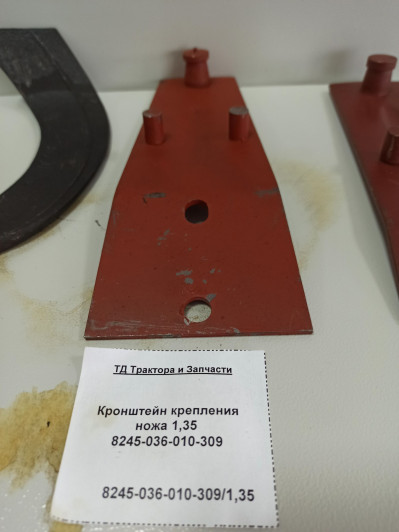 ТД Трактора и Запчасти
Кронштейн крепления
ножа 1,35
8245-036-010-309
8245-036-010-309/1,35